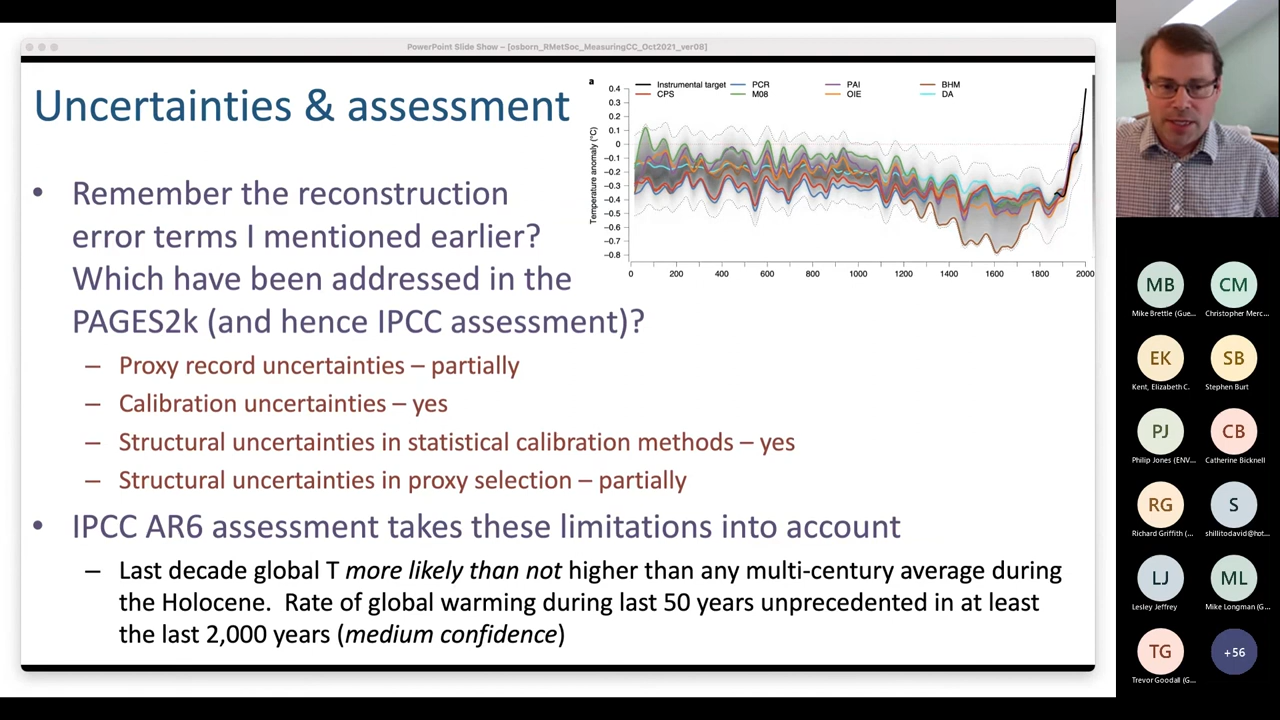 PowerPoint Slide Show – [osborn_RMetSoc_MeasuringCC_Oct2021_ver08]
Uncertainties & assessment
a
Instrumental target PCR PAI BHM
CPS M08 OIE DA
Temperature anomaly (°C)
0.4
0.3
0.2
0.1
0
–0.1
–0.2
–0.3
–0.4
–0.5
–0.6
–0.7
–0.8
0 200 400 600 800 1000 1200 1400 1600 1800 2000
• Remember the reconstruction
error terms I mentioned earlier?
Which have been addressed in the
PAGES2k (and hence IPCC assessment)?
– Proxy record uncertainties – partially
– Calibration uncertainties – yes
– Structural uncertainties in statistical calibration methods – yes
– Structural uncertainties in proxy selection – partially
• IPCC AR6 assessment takes these limitations into account
– Last decade global T more likely than not higher than any multi-century average during
the Holocene. Rate of global warming during last 50 years unprecedented in at least
the last 2,000 years (medium confidence)
MB CM
Mike Brettle (Gue... Christopher Merc...
EK SB
Kent, Elizabeth C. Stephen Burt
PJ CB
Philip Jones (ENV... Catherine Bicknell
RG S
Richard Griffith (... shillitodavid@hot...
LJ ML
Lesley Jeffrey Mike Longman (G...
TG +56
Trevor Goodall (G...